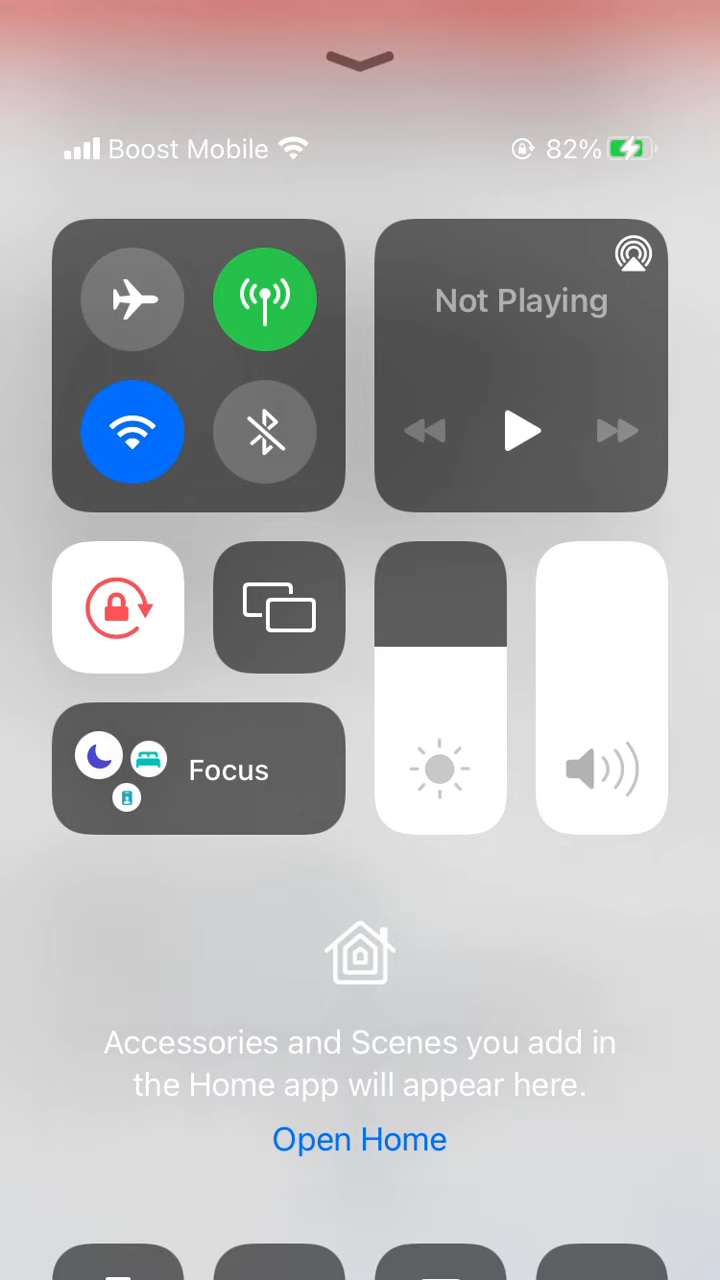 Boost Mobile
82%
Not Playing
Focus
Accessories and Scenes you add in
the Home app will appear here.
Open Home